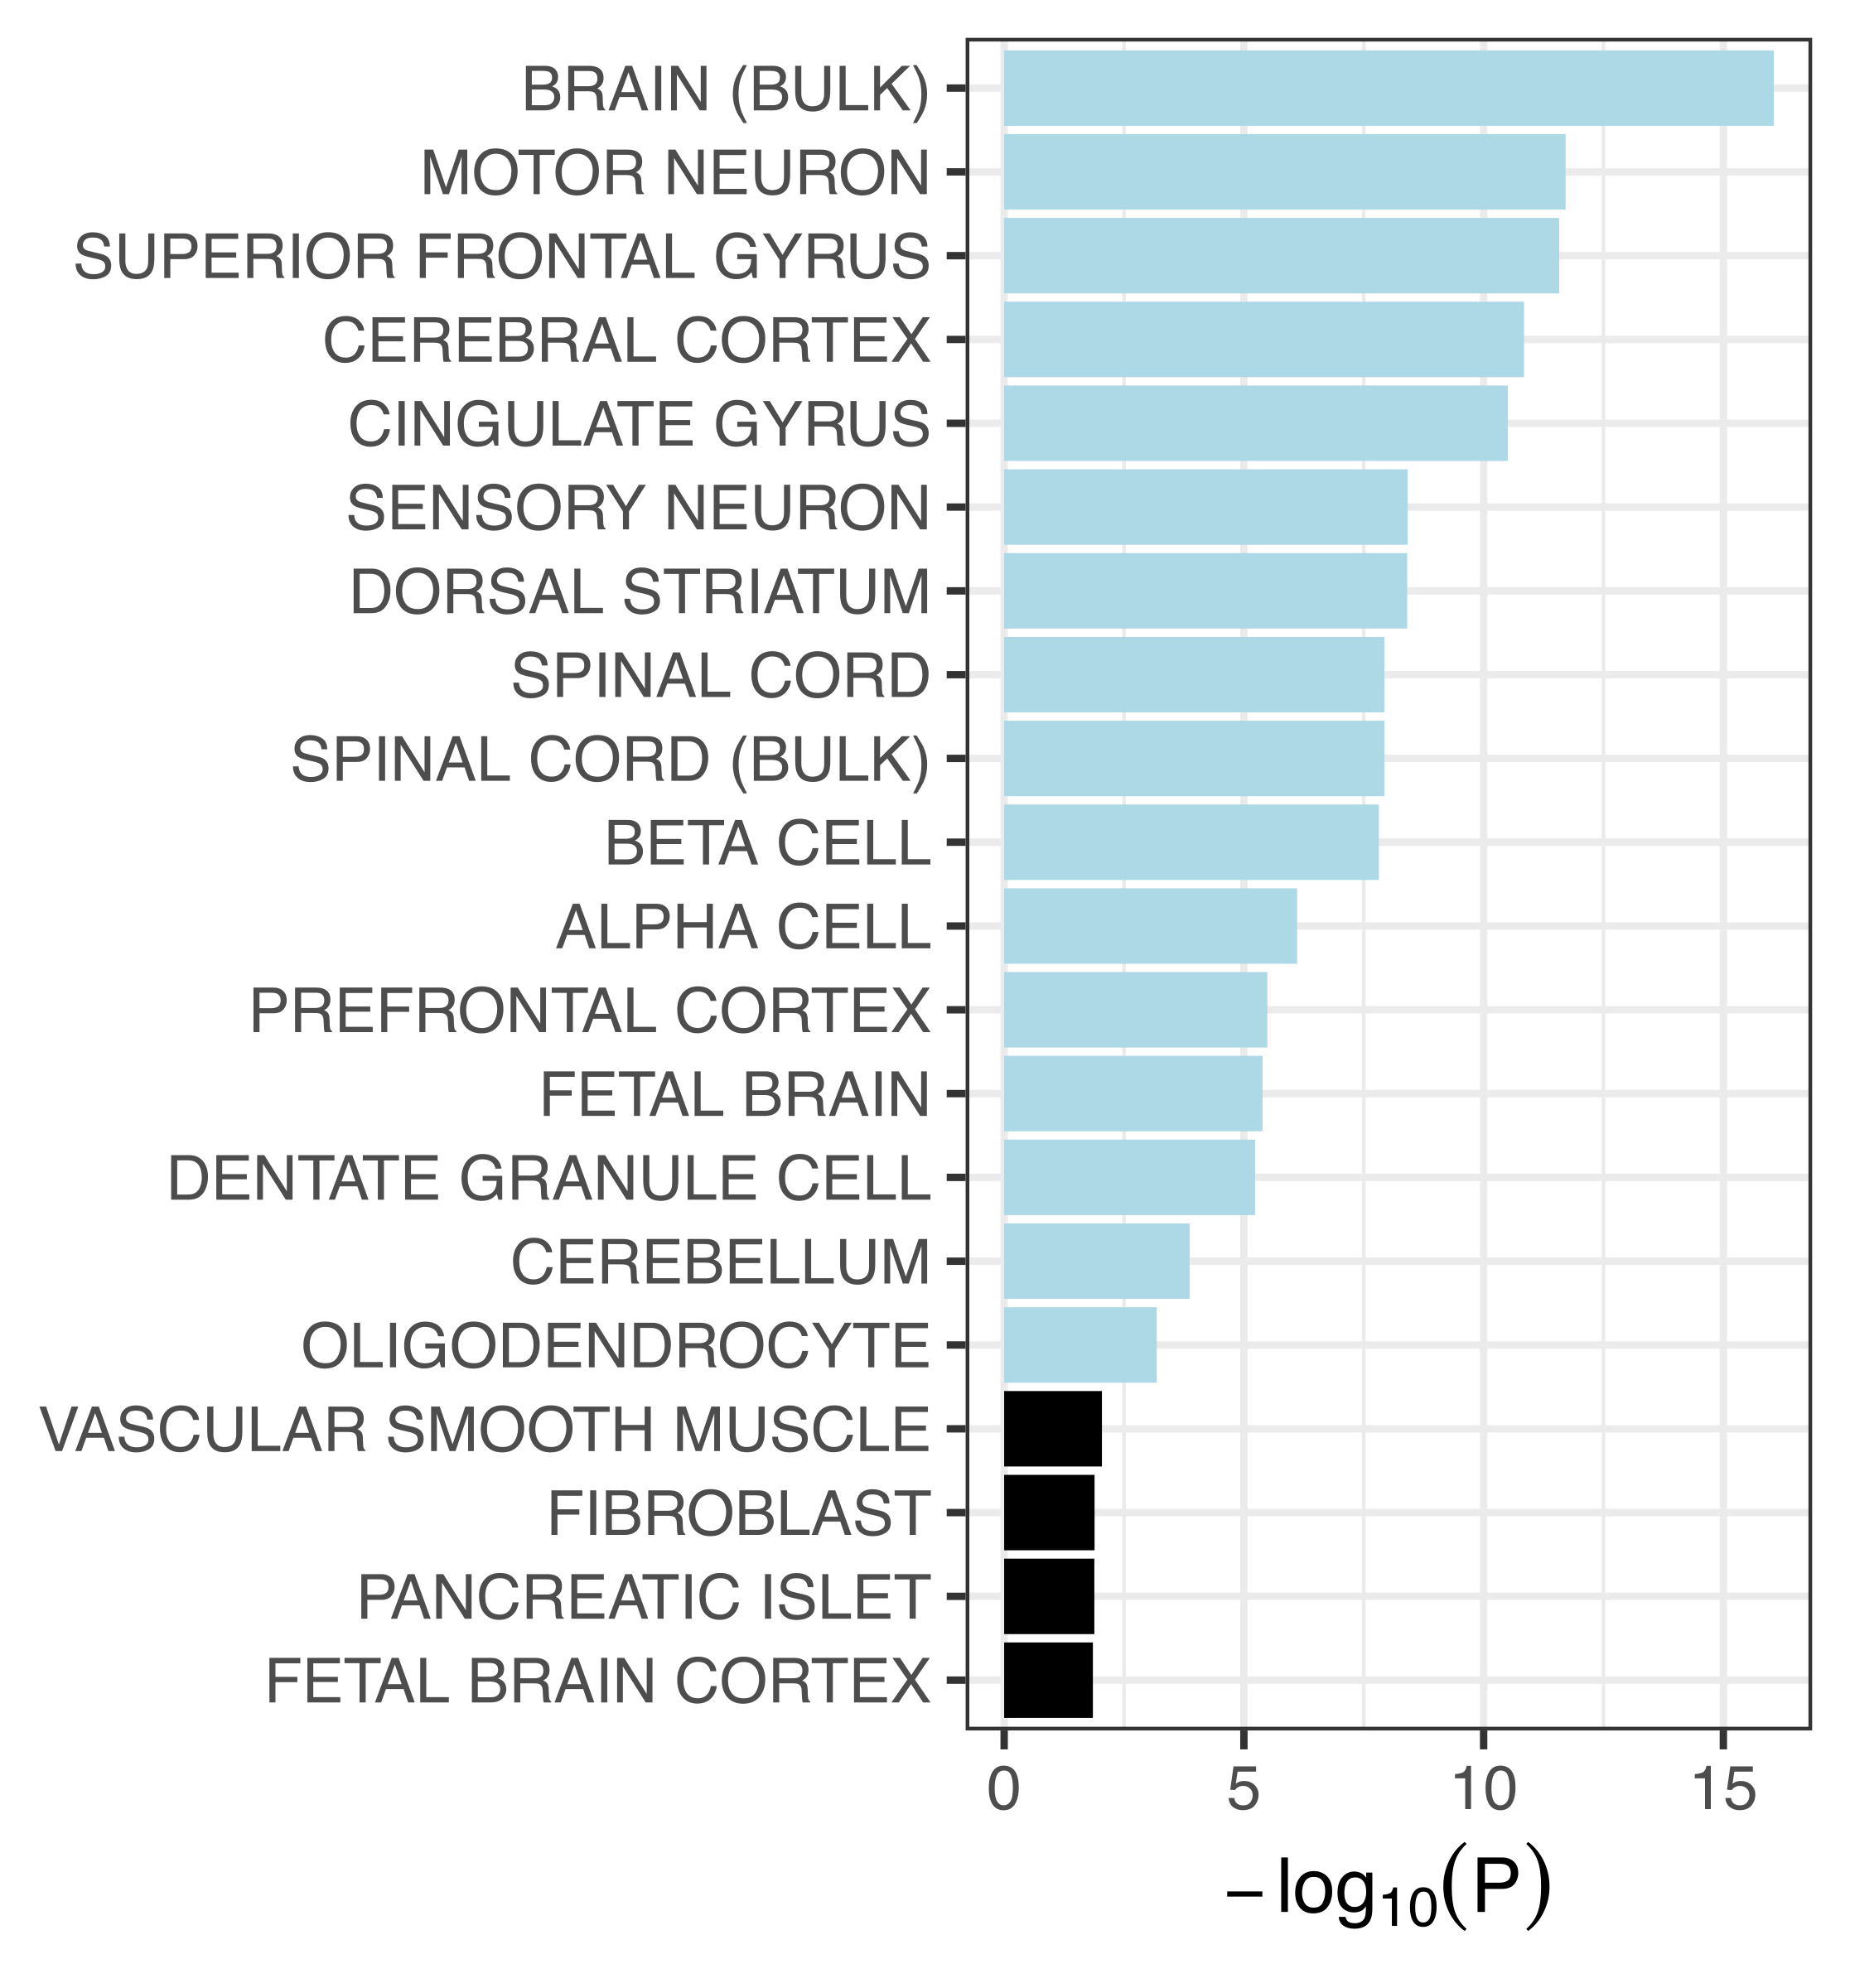 BRAIN (BULK)
MOTOR NEURON
SUPERIOR FRONTAL GYRUS
CEREBRAL CORTEX
CINGULATE GYRUS
SENSORY NEURON
DORSAL STRIATUM
SPINAL CORD
SPINAL CORD (BULK)
BETA CELL
ALPHA CELL
PREFRONTAL CORTEX
FETAL BRAIN
DENTATE GRANULE CELL
CEREBELLUM
OLIGODENDROCYTE
VASCULAR SMOOTH MUSCLE
FIBROBLAST
PANCREATIC ISLET
FETAL BRAIN CORTEX
0 5 10 15
−log₁₀(P)